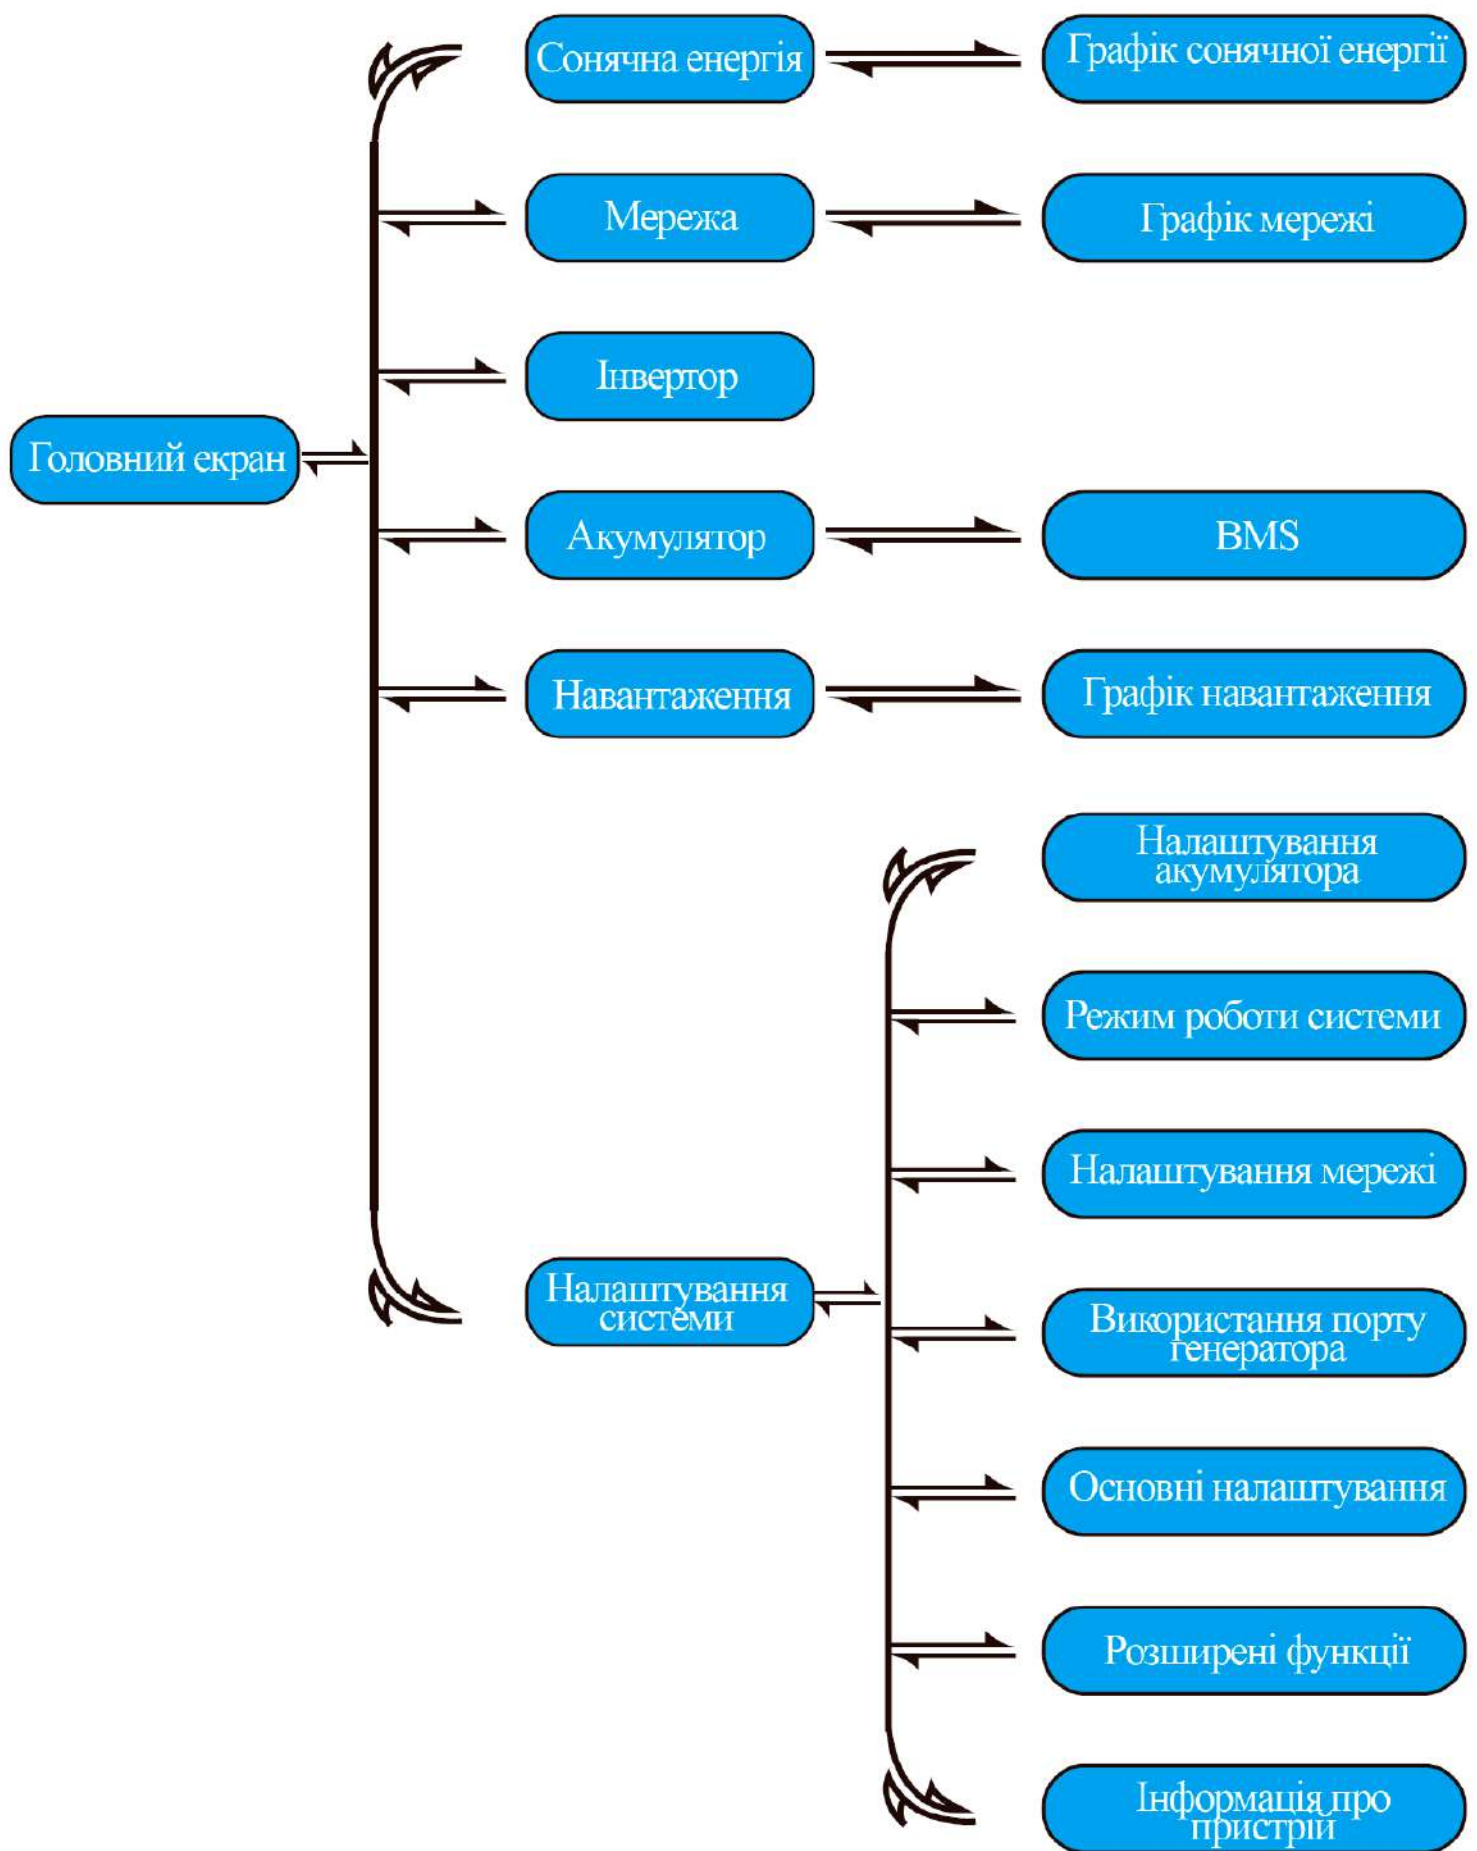 Сонячна енергія
Графік сонячної енергії
Мережа
Графік мережі
Інвертор
Головний екран
Акумулятор
BMS
Навантаження
Графік навантаження
Налаштування
акумулятора
Режим роботи системи
Налаштування мережі
Налаштування
системи
Використання порту
генератора
Основні налаштування
Розширені функції
Інформація про
пристрій